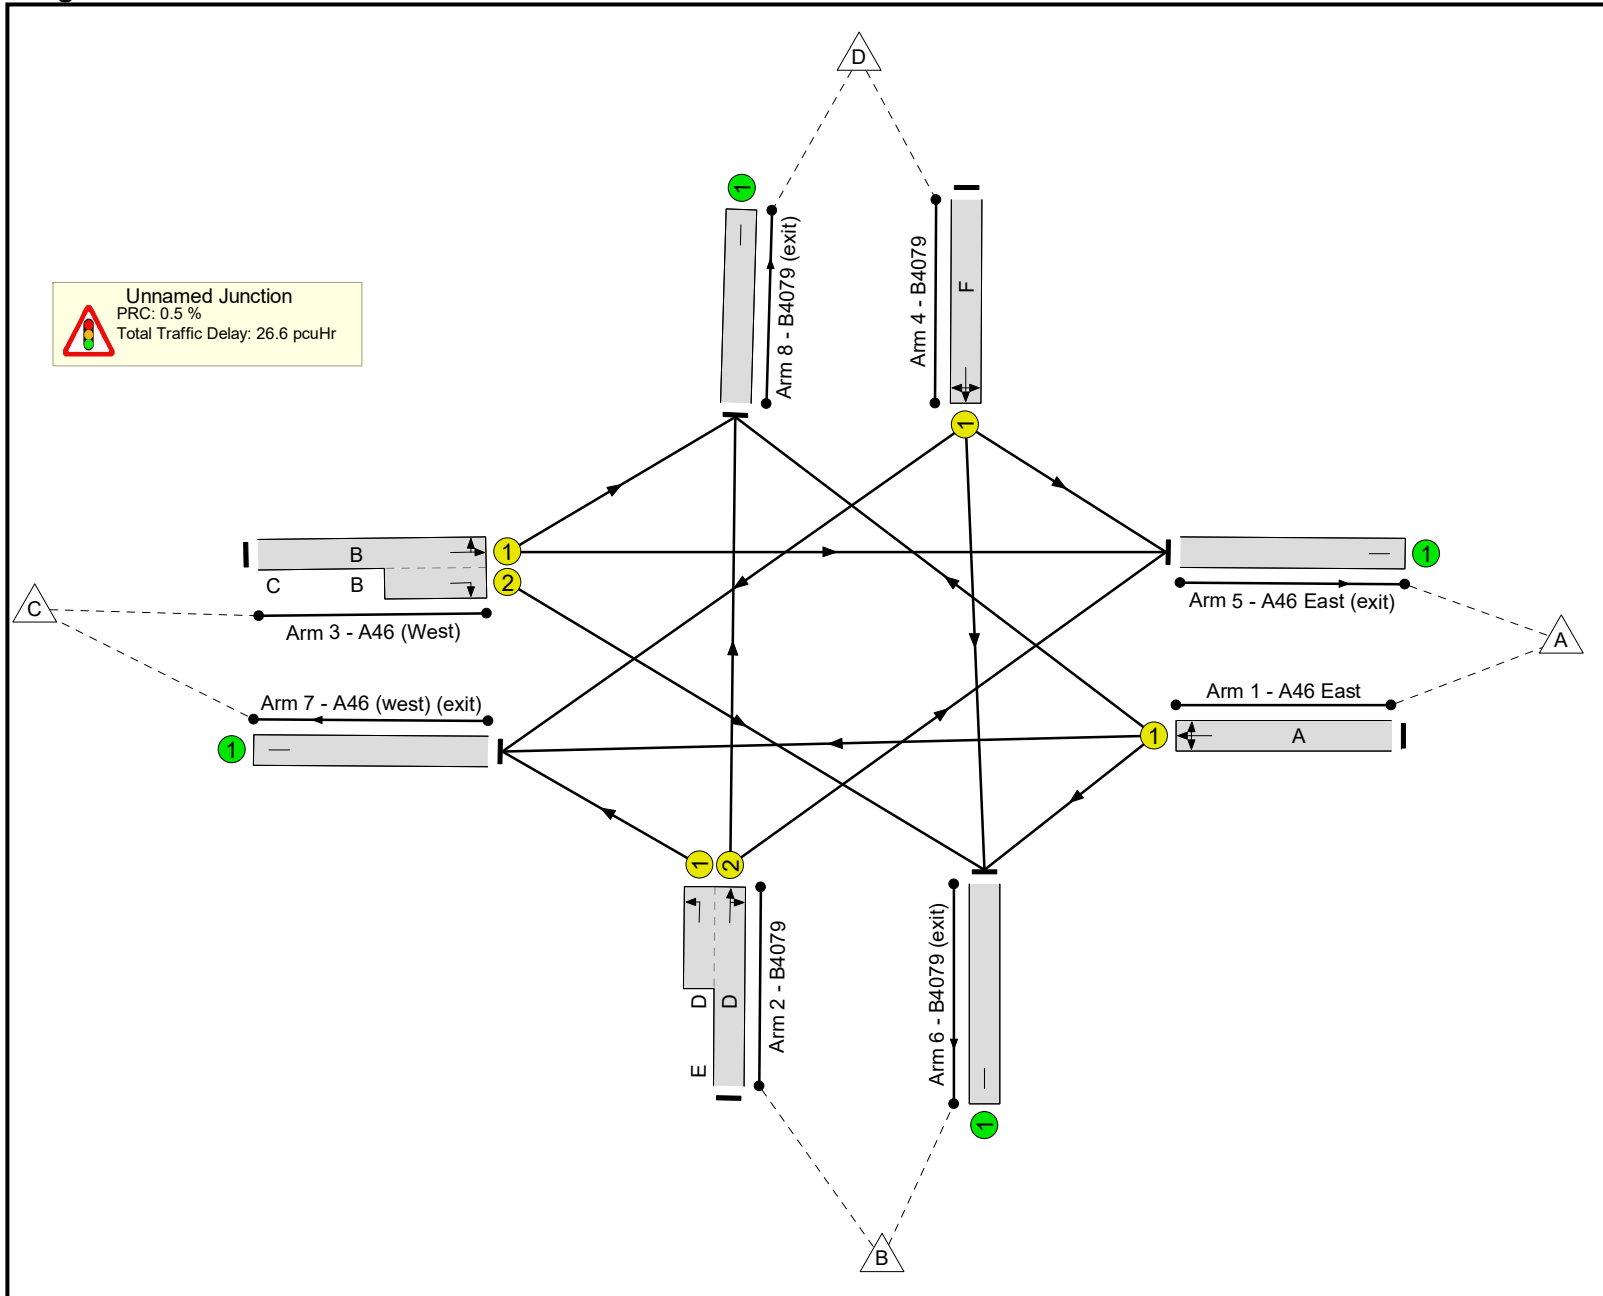 D
1
Arm 8 - B4079 (exit)
Arm 4 - B4079
F
1
Unnamed Junction
PRC: 0.5 %
Total Traffic Delay: 26.6 pcuHr
B
C B
1
2
Arm 3 - A46 (West)
C
1
Arm 5 - A46 East (exit)
A
Arm 1 - A46 East
1
A
Arm 7 - A46 (west) (exit)
1
1
2
D
D
E
Arm 2 - B4079
Arm 6 - B4079 (exit)
1
B